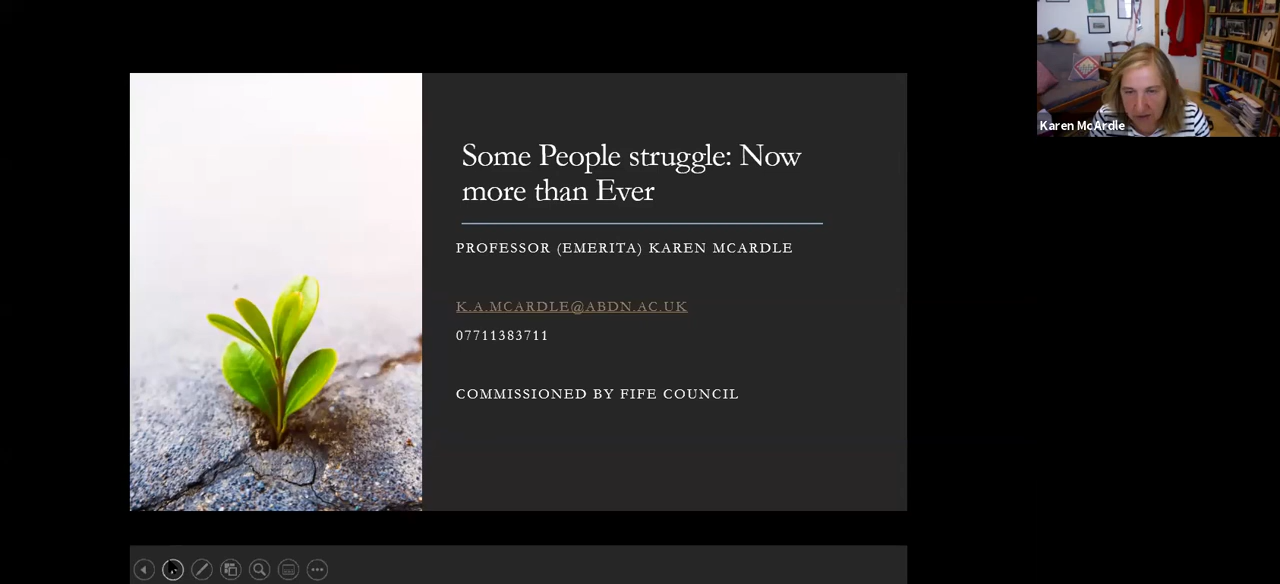 Some People struggle: Now
more than Ever
PROFESSOR (EMERITA) KAREN MCARDLE
K.A.MCARDLE@ABDN.AC.UK
07711383711
COMMISSIONED BY FIFE COUNCIL
Karen McArdle